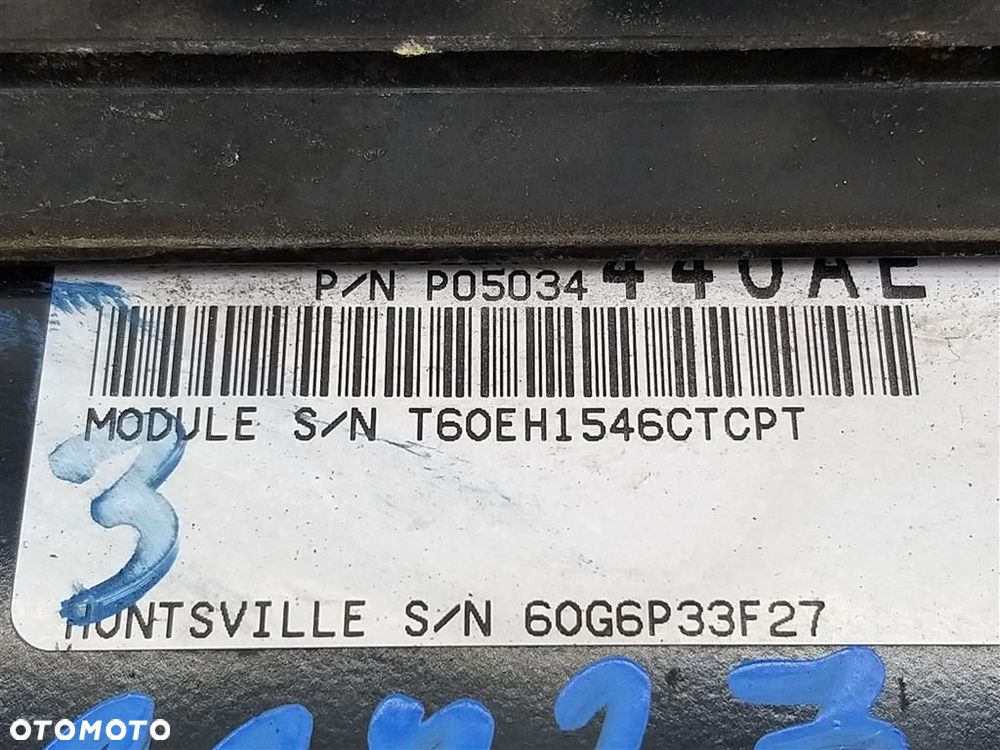 P/N P05034440AE
MODULE S/N T60EH1546CTCPT
3
HUNTSVILLE S/N 60G6P33F27
OTOMOTO